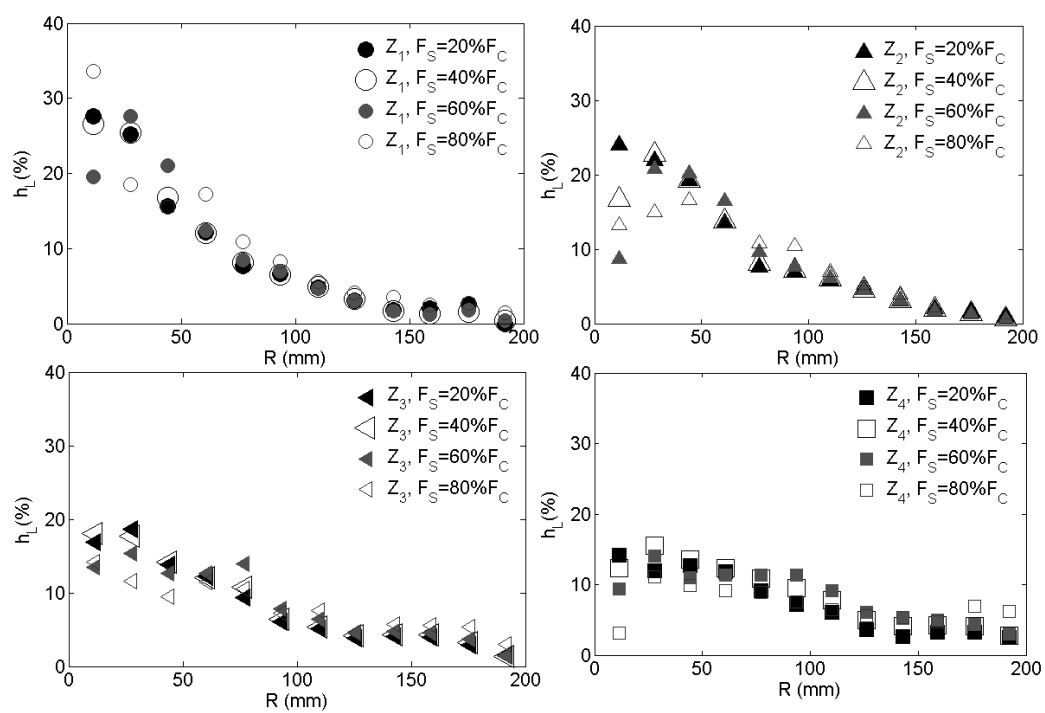 40
30
20
10
0
h_L(%)
0 50 100 150 200
R (mm)
Z_1, F_S=20%F_C
Z_1, F_S=40%F_C
Z_1, F_S=60%F_C
Z_1, F_S=80%F_C
40
30
20
10
0
h_L(%)
0 50 100 150 200
R (mm)
Z_2, F_S=20%F_C
Z_2, F_S=40%F_C
Z_2, F_S=60%F_C
Z_2, F_S=80%F_C
40
30
20
10
0
h_L(%)
0 50 100 150 200
R (mm)
Z_3, F_S=20%F_C
Z_3, F_S=40%F_C
Z_3, F_S=60%F_C
Z_3, F_S=80%F_C
40
30
20
10
0
h_L(%)
0 50 100 150 200
R (mm)
Z_4, F_S=20%F_C
Z_4, F_S=40%F_C
Z_4, F_S=60%F_C
Z_4, F_S=80%F_C